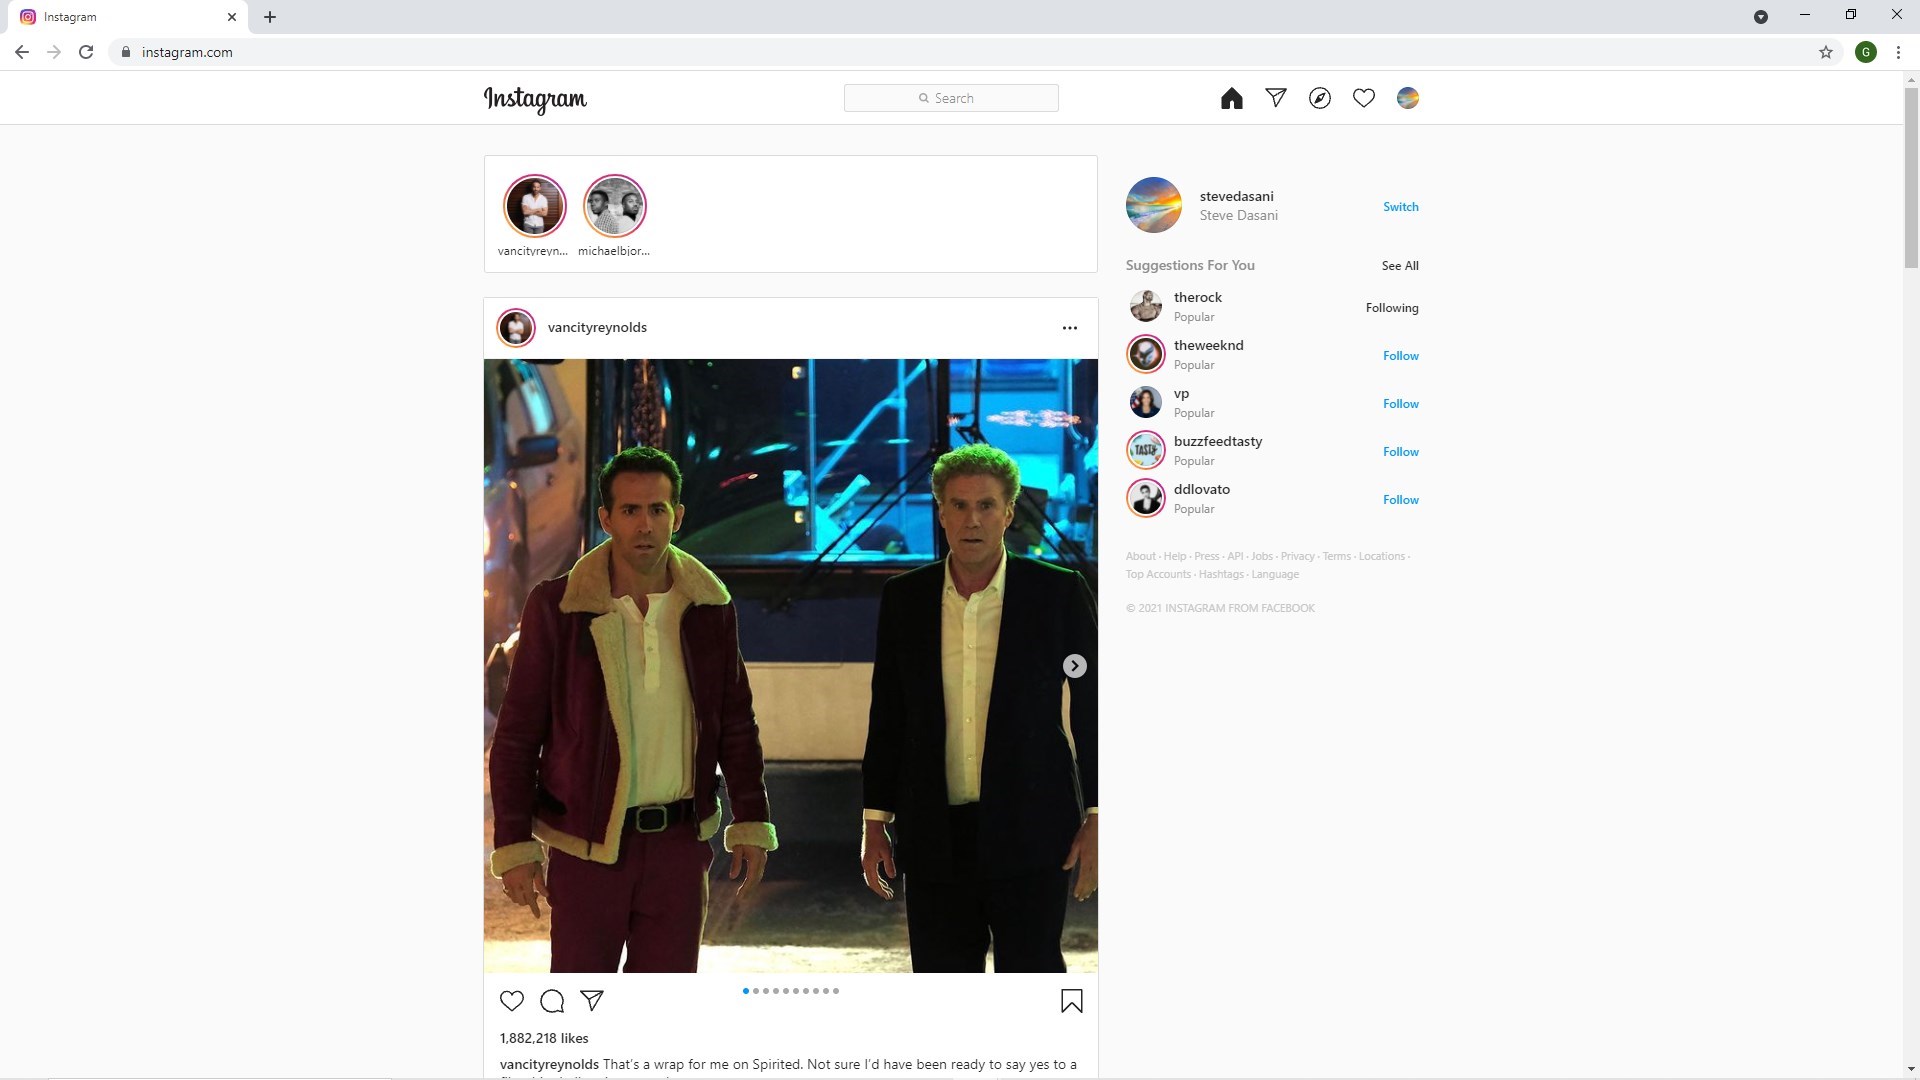 Instagram
instagram.com
G
Instagram
Search
vancityreyn...
michaelbjor...
stevedasani
Steve Dasani
Switch
Suggestions For You
See All
therock
Popular
Following
theweeknd
Popular
Follow
vp
Popular
Follow
buzzfeedtasty
Popular
Follow
TASTY
ddlovato
Popular
Follow
About · Help · Press · API · Jobs · Privacy · Terms · Locations ·
Top Accounts · Hashtags · Language
© 2021 INSTAGRAM FROM FACEBOOK
vancityreynolds
1,882,218 likes
vancityreynolds That's a wrap for me on Spirited. Not sure I'd have been ready to say yes to a